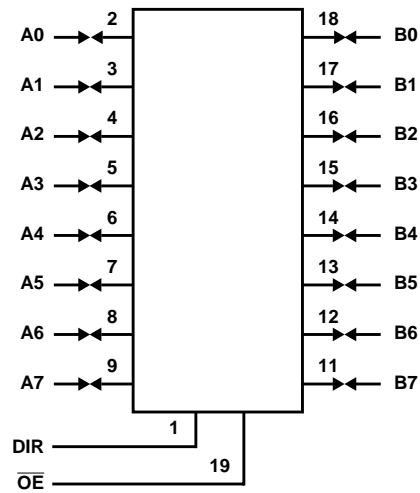 A0 2 18 B0
A1 3 17 B1
A2 4 16 B2
A3 5 15 B3
A4 6 14 B4
A5 7 13 B5
A6 8 12 B6
A7 9 11 B7
1
DIR
19
O̅E̅